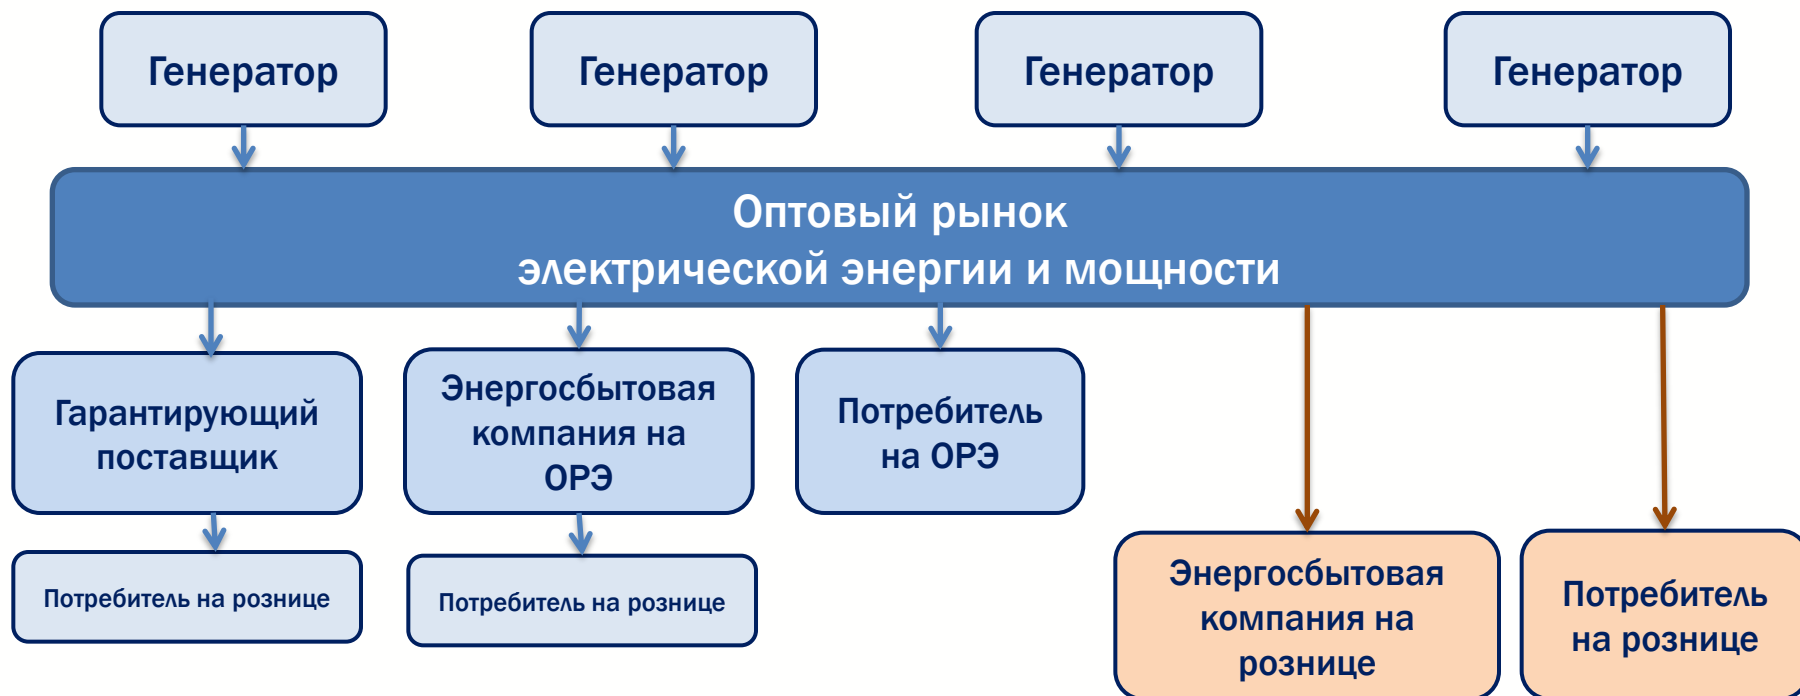 Генератор
Генератор
Генератор
Генератор
Оптовый рынок
электрической энергии и мощности
Гарантирующий
поставщик
Энергосбытовая
компания на
ОРЭ
Потребитель
на ОРЭ
Потребитель на рознице
Потребитель на рознице
Энергосбытовая
компания на
рознице
Потребитель
на рознице